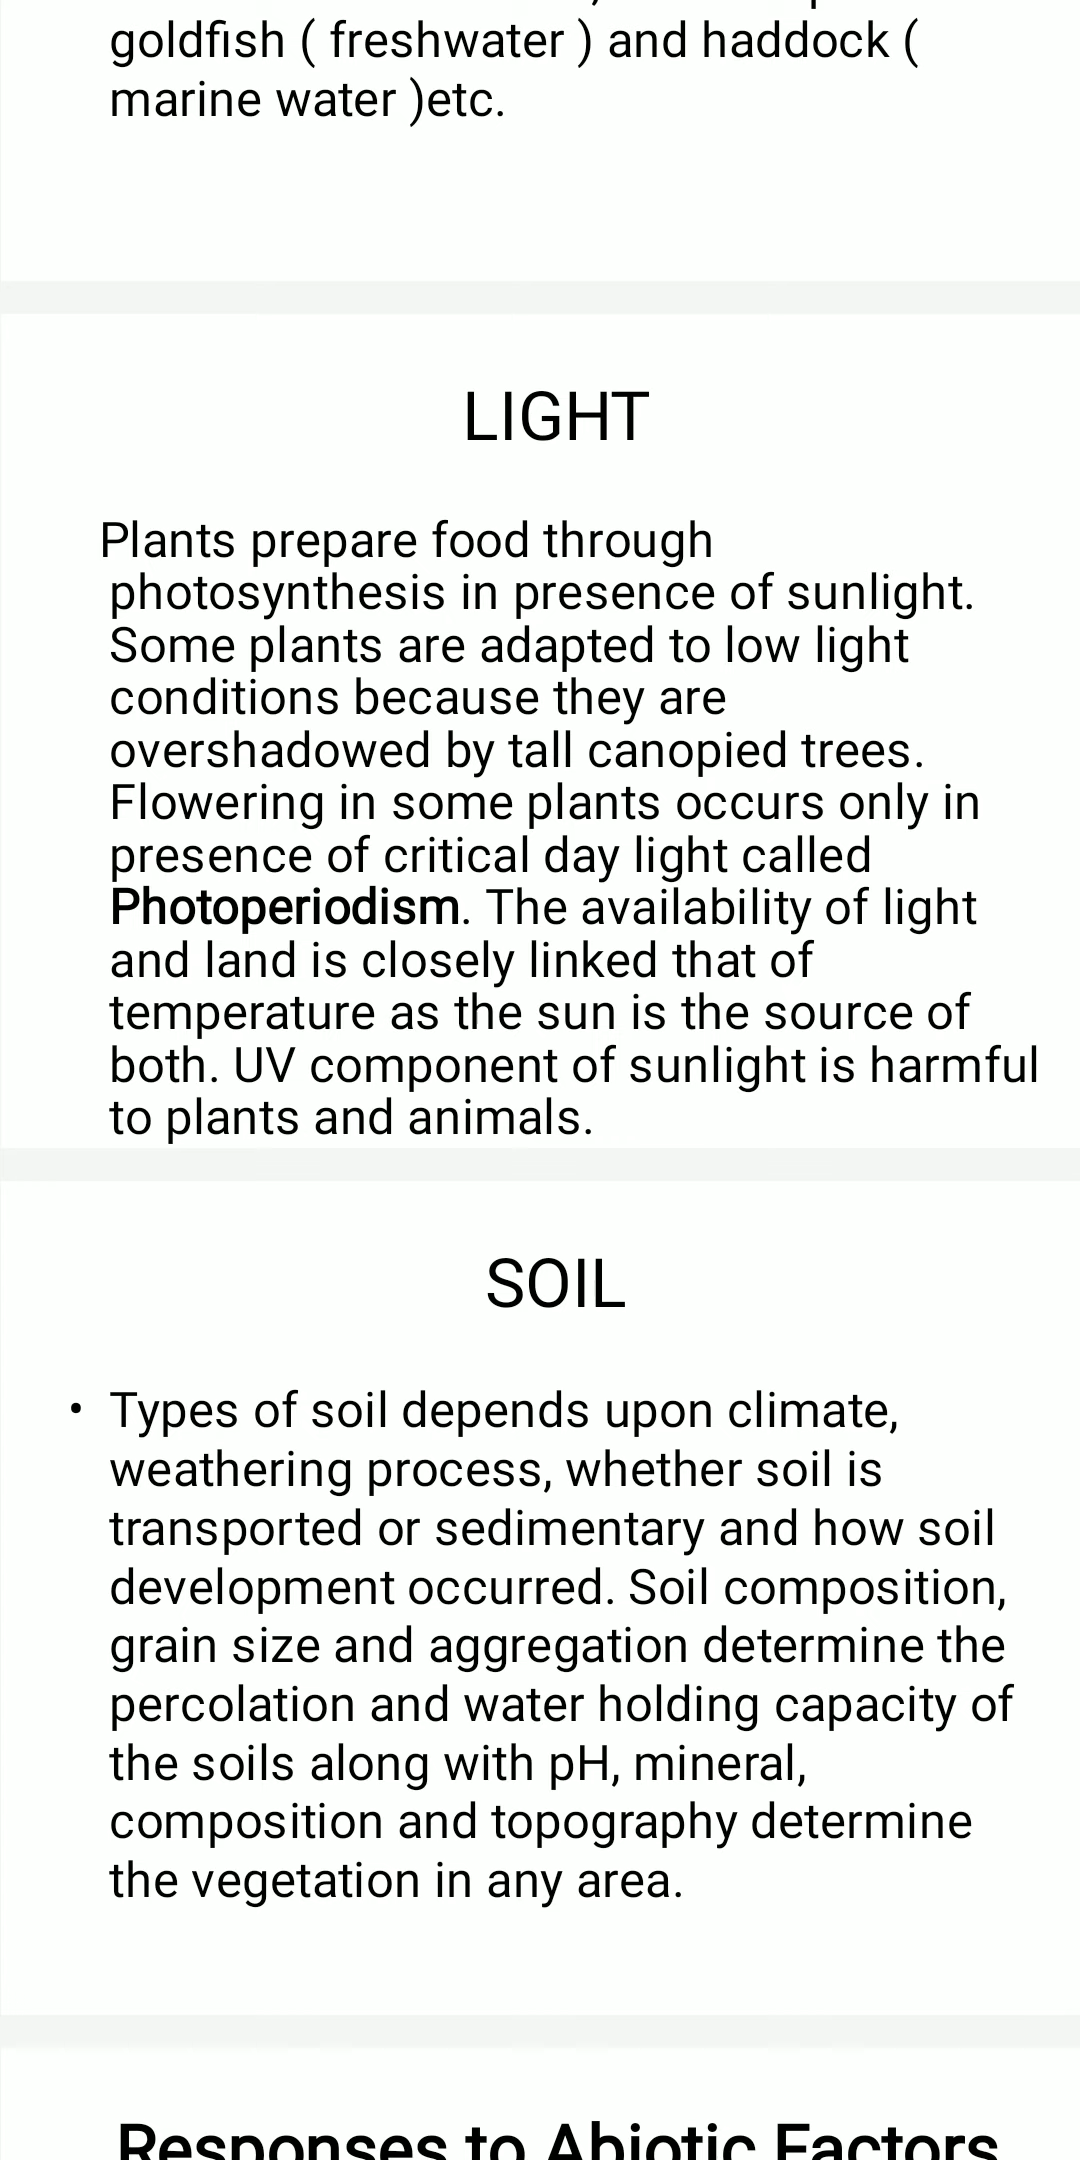 goldfish ( freshwater ) and haddock (
marine water )etc.
LIGHT
Plants prepare food through
photosynthesis in presence of sunlight.
Some plants are adapted to low light
conditions because they are
overshadowed by tall canopied trees.
Flowering in some plants occurs only in
presence of critical day light called
Photoperiodism. The availability of light
and land is closely linked that of
temperature as the sun is the source of
both. UV component of sunlight is harmful
to plants and animals.
SOIL
• Types of soil depends upon climate,
weathering process, whether soil is
transported or sedimentary and how soil
development occurred. Soil composition,
grain size and aggregation determine the
percolation and water holding capacity of
the soils along with pH, mineral,
composition and topography determine
the vegetation in any area.
Responses to Abiotic Factors